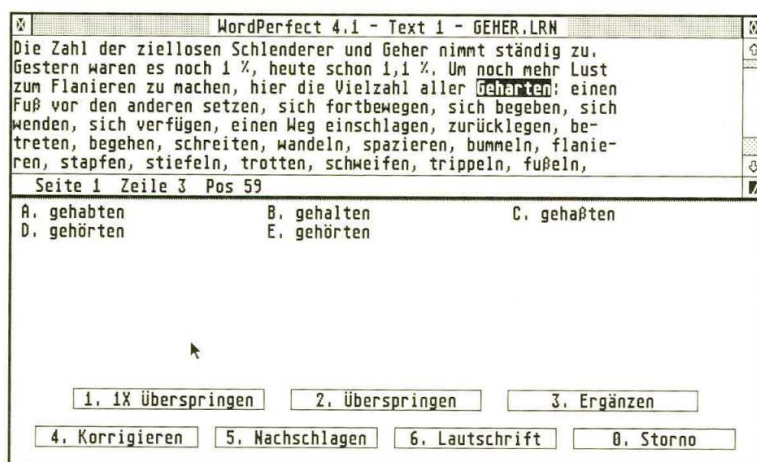 WordPerfect 4.1 - Text 1 - GEHER.LRN
Die Zahl der ziellosen Schlenderer und Geher nimmt ständig zu.
Gestern waren es noch 1 %, heute schon 1,1 %. Um noch mehr Lust
zum Flanieren zu machen, hier die Vielzahl aller Geharten: einen
Fuß vor den anderen setzen, sich fortbewegen, sich begeben, sich
wenden, sich verfügen, einen Weg einschlagen, zurücklegen, be-
treten, begehen, schreiten, wandeln, spazieren, bummeln, flanie-
ren, stapfen, stiefeln, trotten, schweifen, trippeln, fußeln,
Seite 1 Zeile 3 Pos 59
A. gehabten B. gehalten C. gehaßten
D. gehörten E. gehörten
1. 1X Überspringen 2. Überspringen 3. Ergänzen
4. Korrigieren 5. Nachschlagen 6. Lautschrift 0. Storno